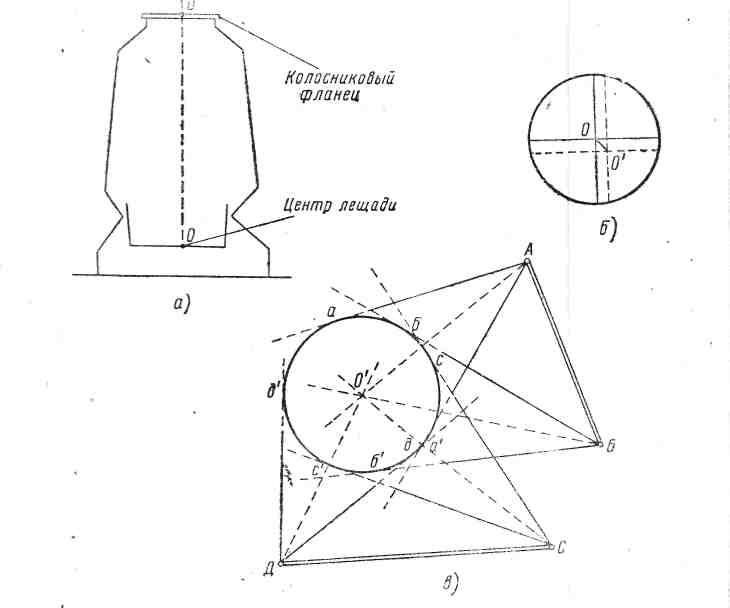 O
Колосниковый
фланец
Центр лещади
O
а)
O
O'
б)
А
а
б
с
O'
д'
д
а'
б'
с'
Б
С
Д
в)